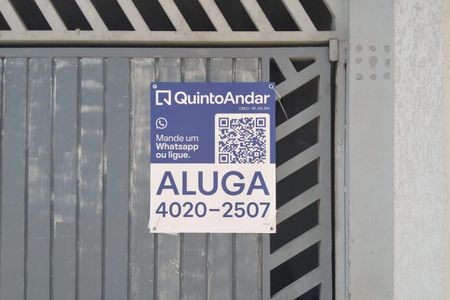 QuintoAndar
Mande um
Whatsapp
ou ligue.
ALUGA
4020-2507